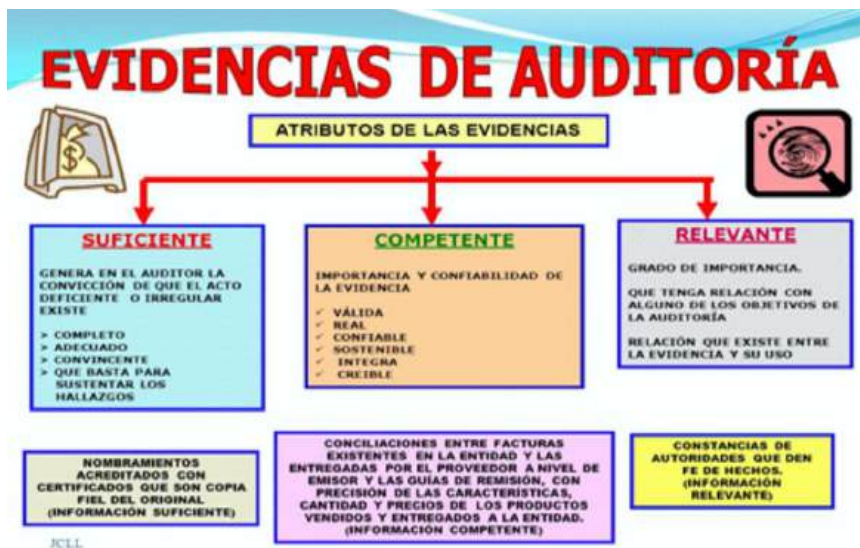 EVIDENCIAS DE AUDITORÍA
ATRIBUTOS DE LAS EVIDENCIAS
SUFICIENTE
GENERA EN EL AUDITOR LA
CONVICCIÓN DE QUE EL ACTO
DEFICIENTE O IRREGULAR
EXISTE
➢ COMPLETO
➢ ADECUADO
➢ CONVINCENTE
➢ QUE BASTA PARA
SUSTENTAR LOS
HALLAZGOS
COMPETENTE
IMPORTANCIA Y CONFIABILIDAD DE
LA EVIDENCIA
✓ VÁLIDA
✓ REAL
✓ CONFIABLE
✓ SOSTENIBLE
✓ INTEGRA
✓ CREIBLE
RELEVANTE
GRADO DE IMPORTANCIA.
QUE TENGA RELACIÓN CON
ALGUNO DE LOS OBJETIVOS DE
LA AUDITORÍA
RELACIÓN QUE EXISTE ENTRE
LA EVIDENCIA Y SU USO
NOMBRAMIENTOS
ACREDITADOS CON
CERTIFICADOS QUE SON COPIA
FIEL DEL ORIGINAL
(INFORMACIÓN SUFICIENTE)
CONCILIACIONES ENTRE FACTURAS
EXISTENTES EN LA ENTIDAD Y LAS
ENTREGADAS POR EL PROVEEDOR A NIVEL DE
EMISOR Y LAS GUÍAS DE REMISIÓN, CON
PRECISIÓN DE LAS CARACTERÍSTICAS,
CANTIDAD Y PRECIOS DE LOS PRODUCTOS
VENDIDOS Y ENTREGADOS A LA ENTIDAD.
(INFORMACIÓN COMPETENTE)
CONSTANCIAS DE
AUTORIDADES QUE DEN
FE DE HECHOS.
(INFORMACIÓN
RELEVANTE)
JCLL